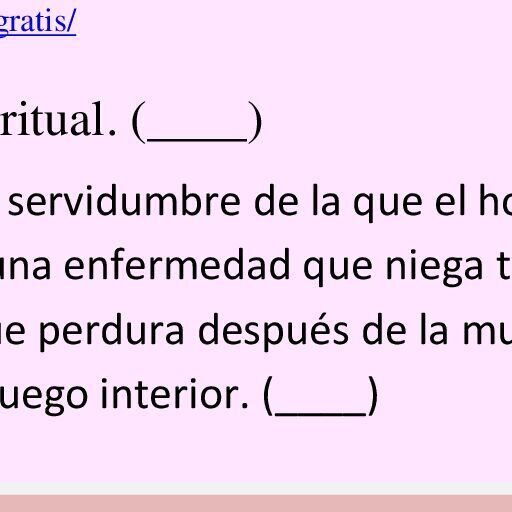 gratis/
ritual. (____)
servidumbre de la que el ho
una enfermedad que niega t
ue perdura después de la mu
uego interior. (____)